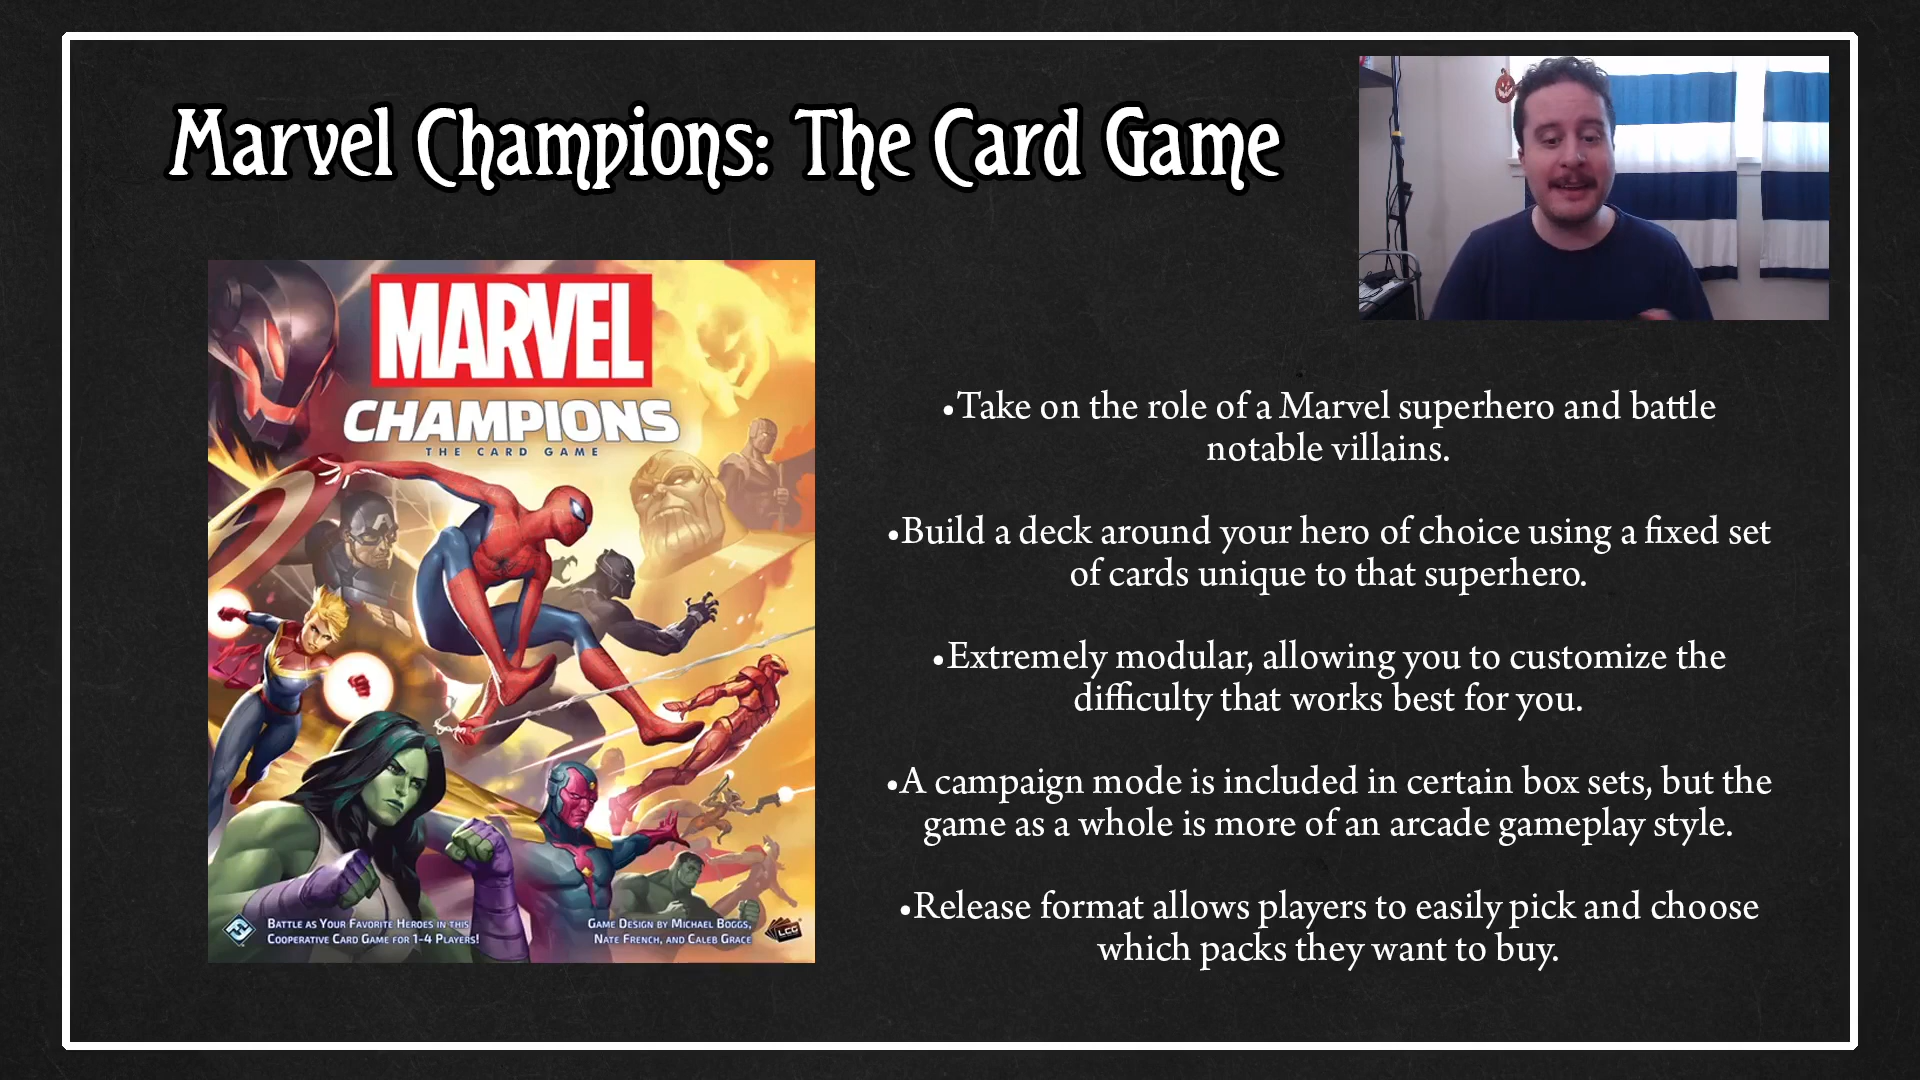 Marvel Champions: The Card Game
MARVEL
CHAMPIONS
THE CARD GAME
BATTLE AS YOUR FAVORITE HEROES IN THIS
COOPERATIVE CARD GAME FOR 1-4 PLAYERS!
GAME DESIGN BY MICHAEL BOGGS,
NATE FRENCH, AND CALEB GRACE
LCG
•Take on the role of a Marvel superhero and battle
notable villains.
•Build a deck around your hero of choice using a fixed set
of cards unique to that superhero.
•Extremely modular, allowing you to customize the
difficulty that works best for you.
•A campaign mode is included in certain box sets, but the
game as a whole is more of an arcade gameplay style.
•Release format allows players to easily pick and choose
which packs they want to buy.